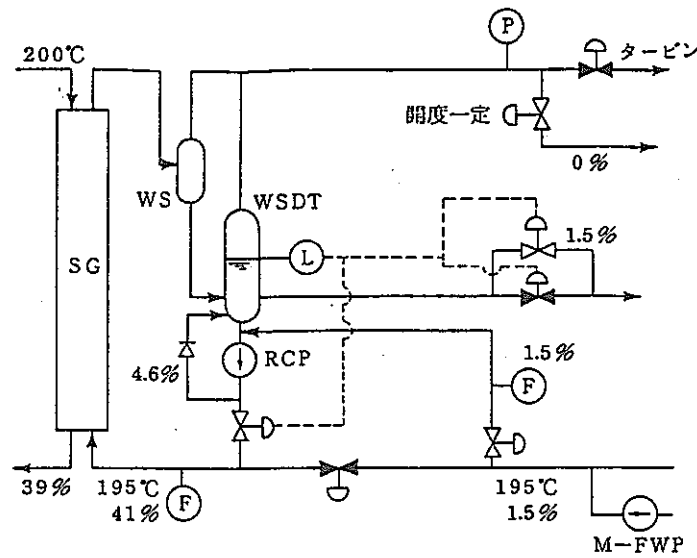 P
タービン
200℃
開度一定
0%
WS
WSDT
L
1.5%
SG
4.6%
RCP
1.5%
F
39%
195℃
41%
F
195℃
1.5%
M-FWP